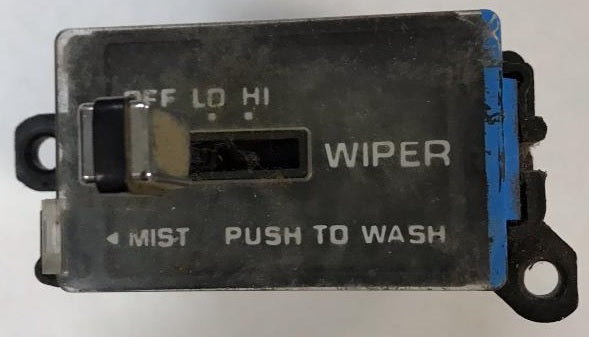 OFF LO HI
WIPER
◄ MIST PUSH TO WASH